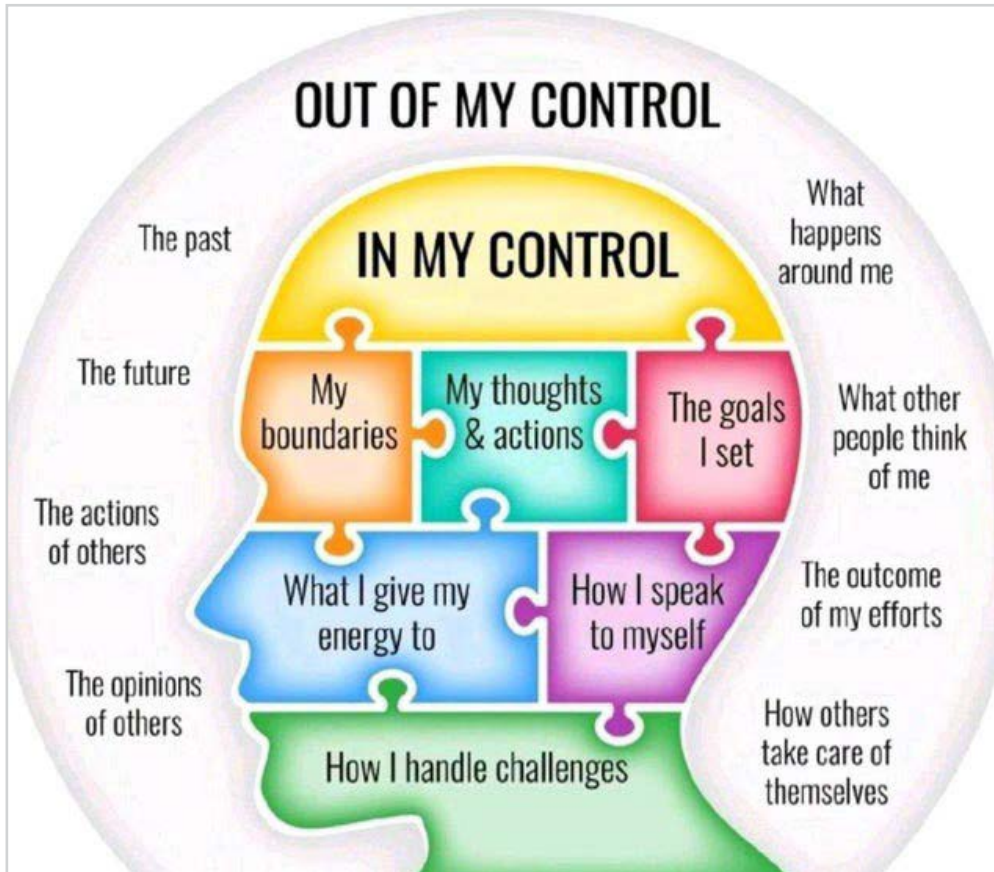 OUT OF MY CONTROL
The past
The future
The actions
of others
The opinions
of others
IN MY CONTROL
My
boundaries
My thoughts
& actions
The goals
I set
What I give my
energy to
How I speak
to myself
How I handle challenges
What
happens
around me
What other
people think
of me
The outcome
of my efforts
How others
take care of
themselves